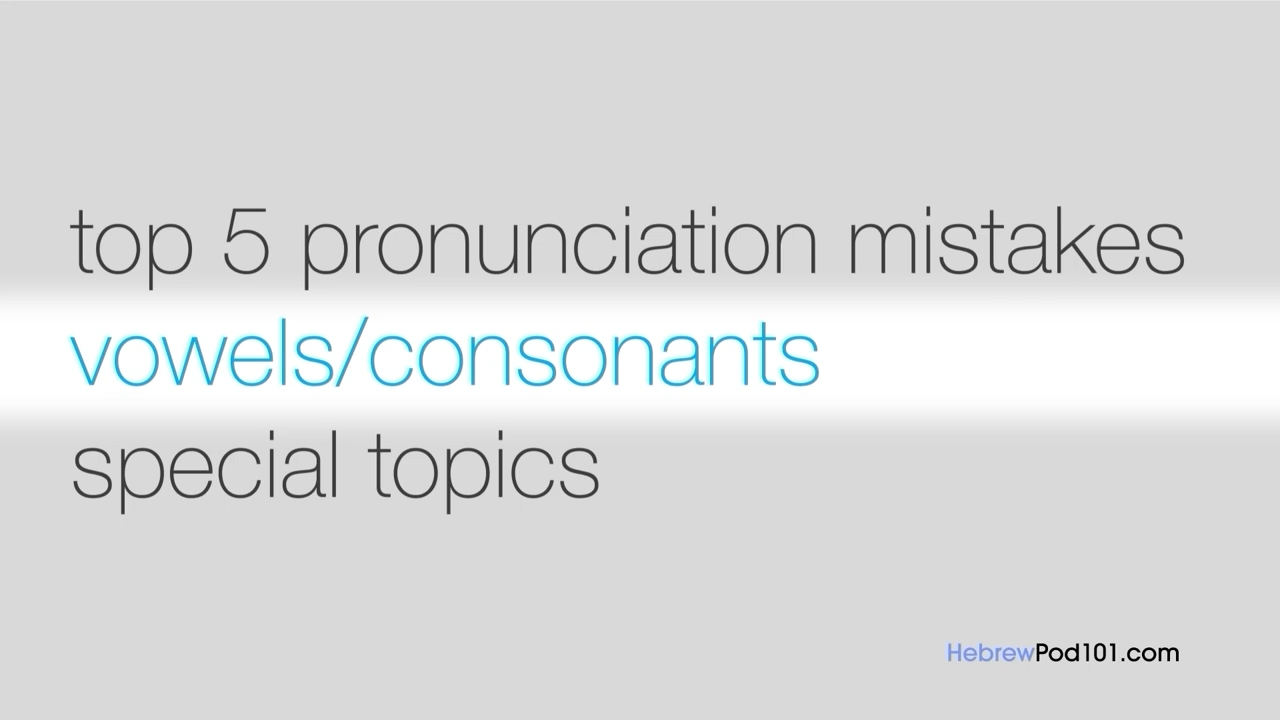 top 5 pronunciation mistakes
vowels/consonants
special topics
HebrewPod101.com